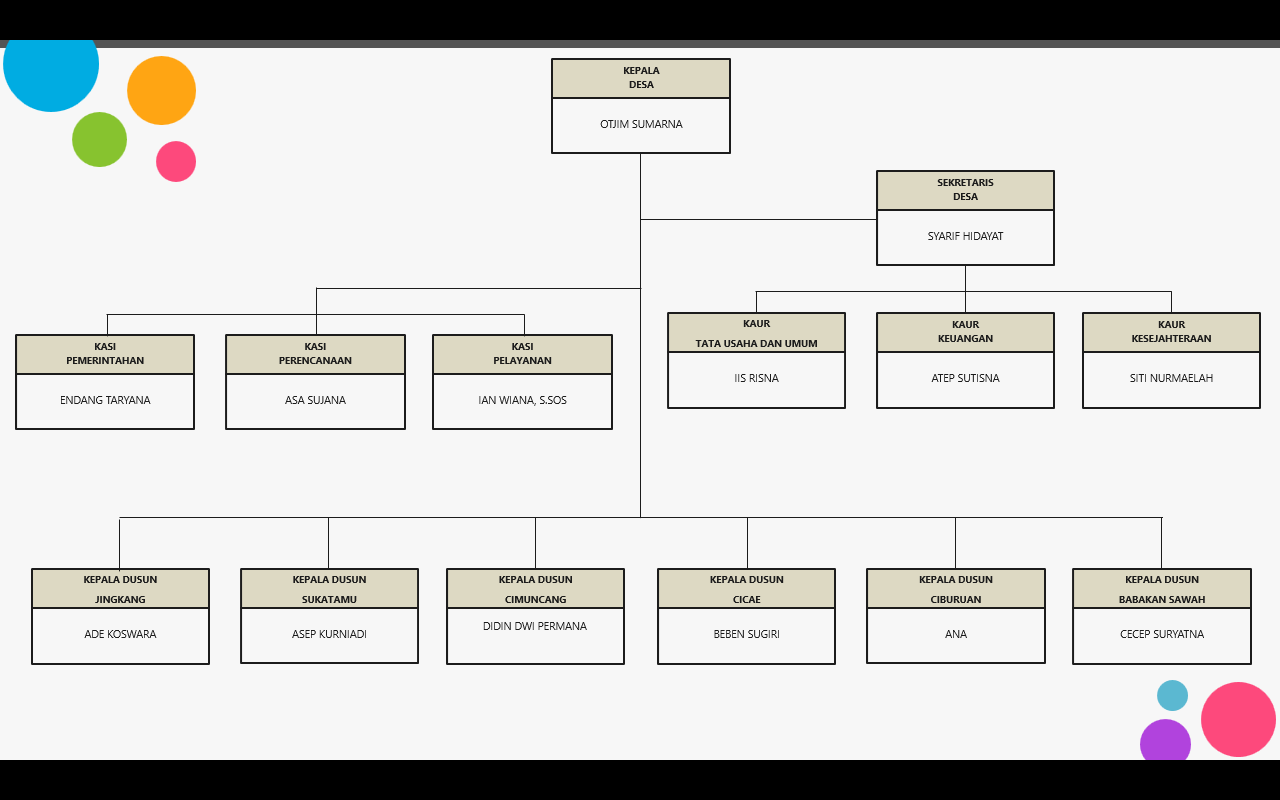 KEPALA
DESA
OTJIM SUMARNA
SEKRETARIS
DESA
SYARIF HIDAYAT
KASI
PEMERINTAHAN
ENDANG TARYANA
KASI
PERENCANAAN
ASA SUJANA
KASI
PELAYANAN
IAN WIANA, S.SOS
KAUR
TATA USAHA DAN UMUM
IIS RISNA
KAUR
KEUANGAN
ATEP SUTISNA
KAUR
KESEJAHTERAAN
SITI NURMAELAH
KEPALA DUSUN
JINGKANG
ADE KOSWARA
KEPALA DUSUN
SUKATAMU
ASEP KURNIADI
KEPALA DUSUN
CIMUNCANG
DIDIN DWI PERMANA
KEPALA DUSUN
CICAE
BEBEN SUGIRI
KEPALA DUSUN
CIBURUAN
ANA
KEPALA DUSUN
BABAKAN SAWAH
CECEP SURYATNA